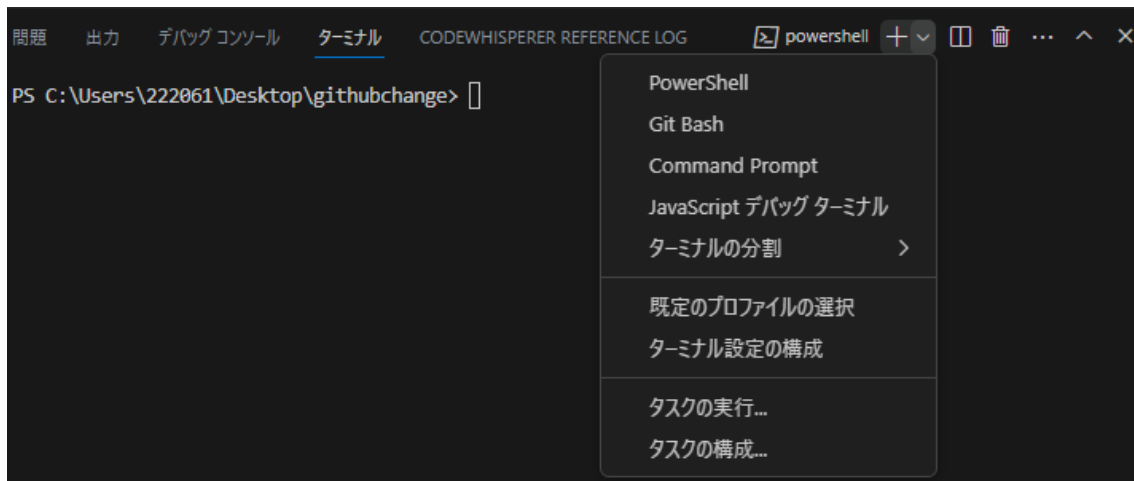 問題 出力 デバッグ コンソール ターミナル CODEWHISPERER REFERENCE LOG powershell
PS C:\Users\222061\Desktop\githubchange>
PowerShell
Git Bash
Command Prompt
JavaScript デバッグ ターミナル
ターミナルの分割
既定のプロファイルの選択
ターミナル設定の構成
タスクの実行...
タスクの構成...